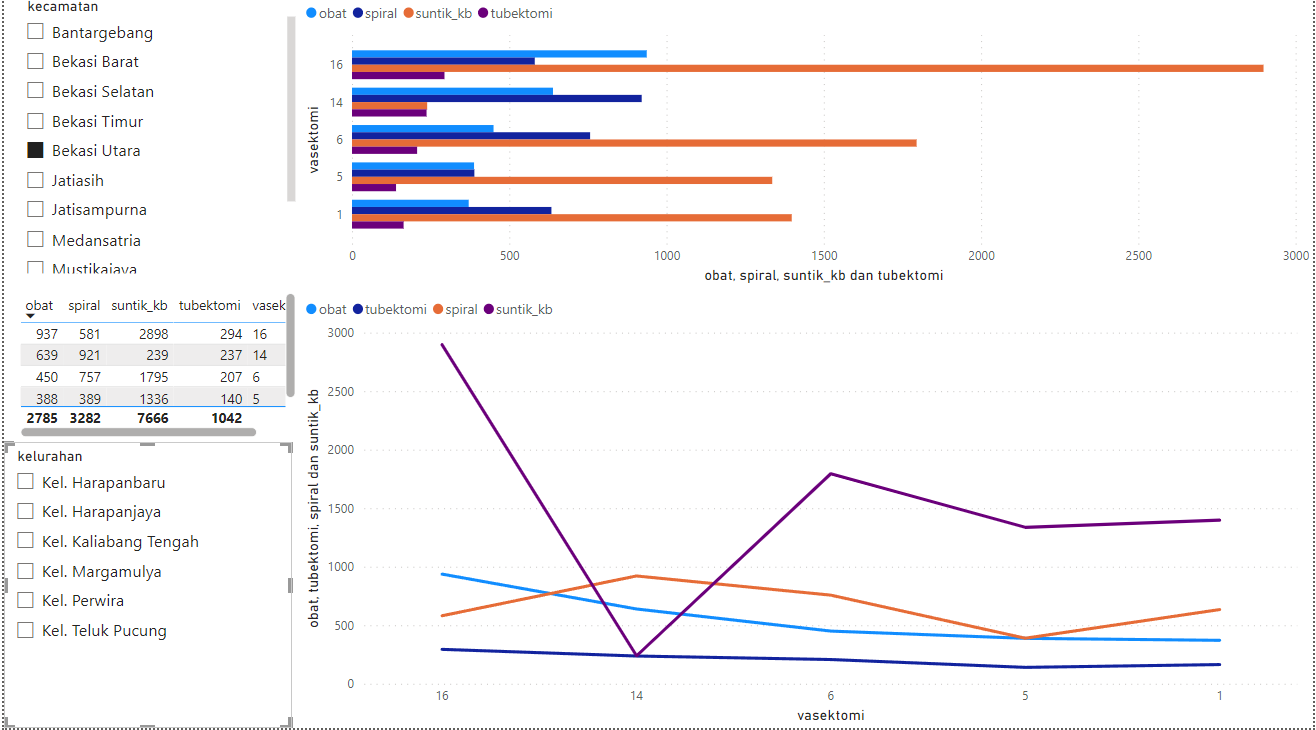 kecamatan
Bantargebang
Bekasi Barat
Bekasi Selatan
Bekasi Timur
Bekasi Utara
Jatiasih
Jatisampurna
Medansatria
Mustikajaya
obat spiral suntik_kb tubektomi
vasektomi
16
14
6
5
1
0 500 1000 1500 2000 2500 3000
obat, spiral, suntik_kb dan tubektomi
obat spiral suntik_kb tubektomi vasek
937 581 2898 294 16
639 921 239 237 14
450 757 1795 207 6
388 389 1336 140 5
2785 3282 7666 1042
kelurahan
Kel. Harapanbaru
Kel. Harapanjaya
Kel. Kaliabang Tengah
Kel. Margamulya
Kel. Perwira
Kel. Teluk Pucung
obat tubektomi spiral suntik_kb
obat, tubektomi, spiral dan suntik_kb
3000
2500
2000
1500
1000
500
0
16 14 6 5 1
vasektomi